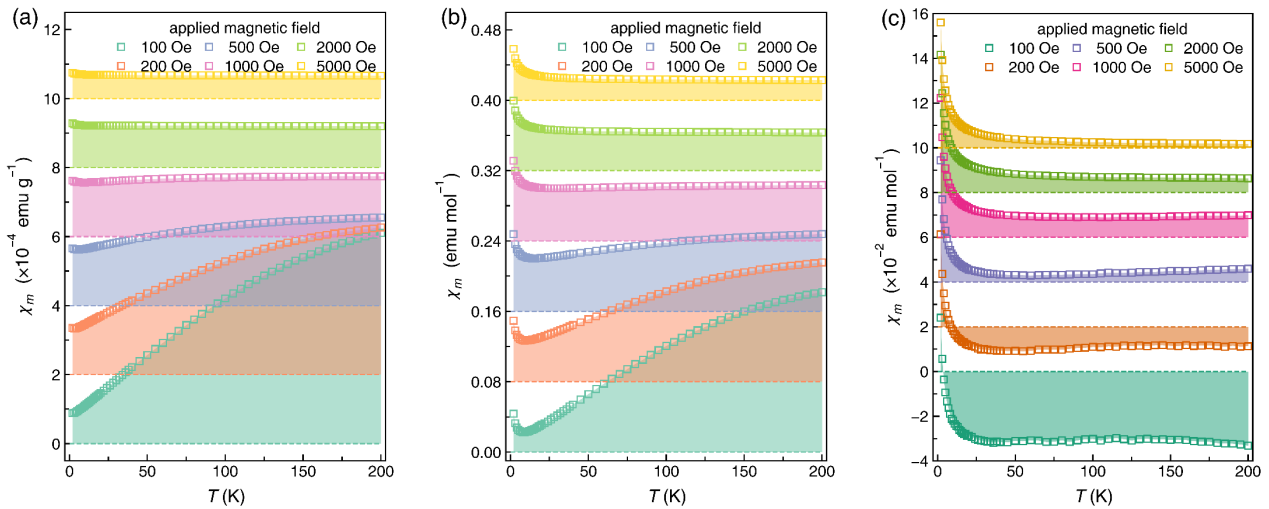 (a)
applied magnetic field
100 Oe 500 Oe 2000 Oe
200 Oe 1000 Oe 5000 Oe
12
10
8
6
4
2
0
χm (×10−4 emu g−1)
0 50 100 150 200
T (K)
(b)
applied magnetic field
100 Oe 500 Oe 2000 Oe
200 Oe 1000 Oe 5000 Oe
0.48
0.40
0.32
0.24
0.16
0.08
0.00
χm (emu mol−1)
0 50 100 150 200
T (K)
(c)
applied magnetic field
100 Oe 500 Oe 2000 Oe
200 Oe 1000 Oe 5000 Oe
16
14
12
10
8
6
4
2
0
−2
−4
χm (×10−2 emu mol−1)
0 50 100 150 200
T (K)